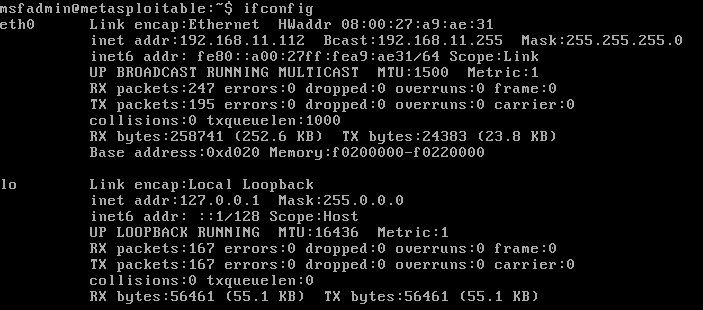 msfadmin@metasploitable:~$ ifconfig
eth0      Link encap:Ethernet  HWaddr 08:00:27:a9:ae:31
          inet addr:192.168.11.112  Bcast:192.168.11.255  Mask:255.255.255.0
          inet6 addr: fe80::a00:27ff:fea9:ae31/64 Scope:Link
          UP BROADCAST RUNNING MULTICAST  MTU:1500  Metric:1
          RX packets:247 errors:0 dropped:0 overruns:0 frame:0
          TX packets:195 errors:0 dropped:0 overruns:0 carrier:0
          collisions:0 txqueuelen:1000
          RX bytes:258741 (252.6 KB)  TX bytes:24383 (23.8 KB)
          Base address:0xd020 Memory:f0200000-f0220000
lo        Link encap:Local Loopback
          inet addr:127.0.0.1  Mask:255.0.0.0
          inet6 addr: ::1/128 Scope:Host
          UP LOOPBACK RUNNING  MTU:16436  Metric:1
          RX packets:167 errors:0 dropped:0 overruns:0 frame:0
          TX packets:167 errors:0 dropped:0 overruns:0 carrier:0
          collisions:0 txqueuelen:0
          RX bytes:56461 (55.1 KB)  TX bytes:56461 (55.1 KB)